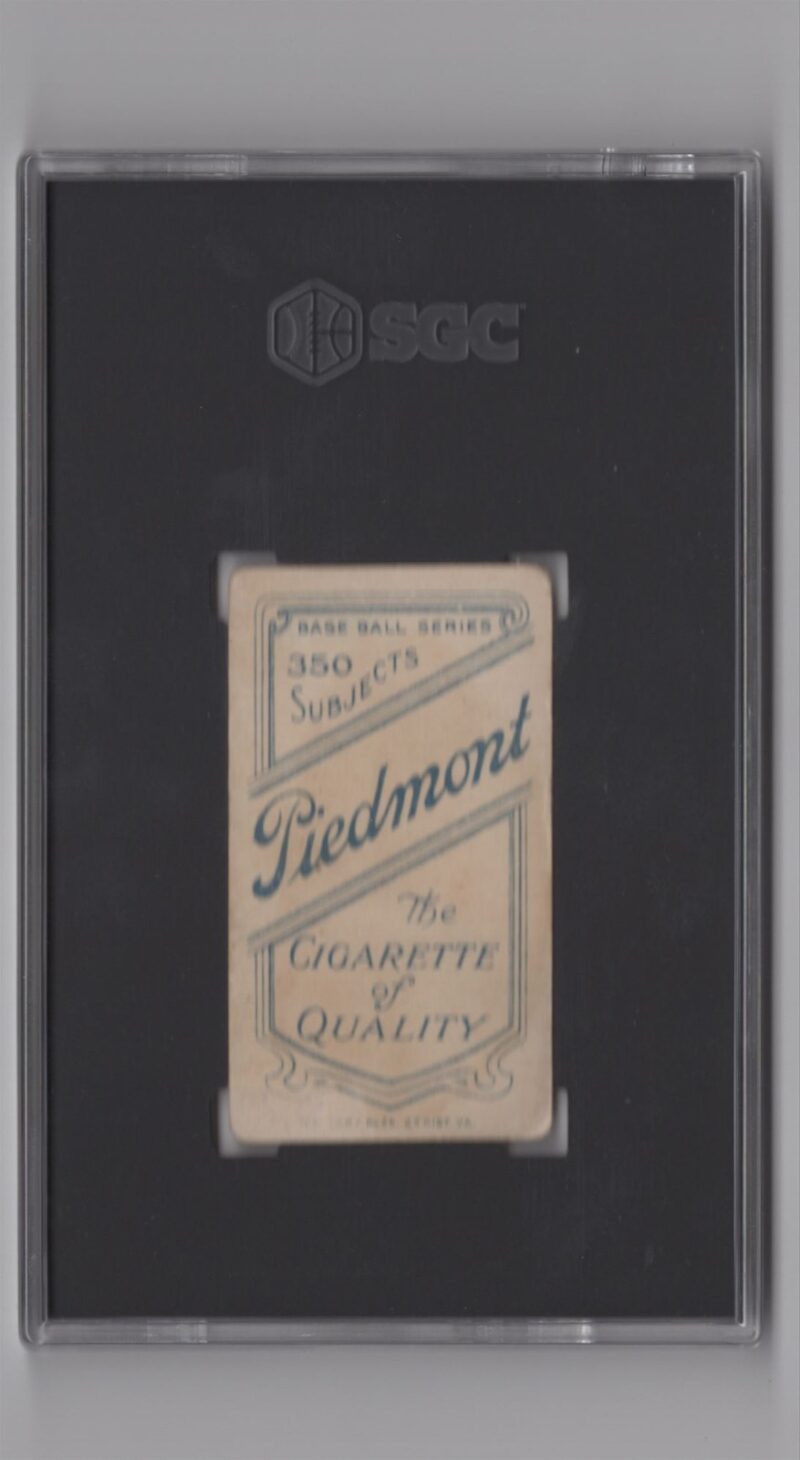 SGC
BASE BALL SERIES
350
SUBJECTS
Piedmont
The
CIGARETTE
of
QUALITY